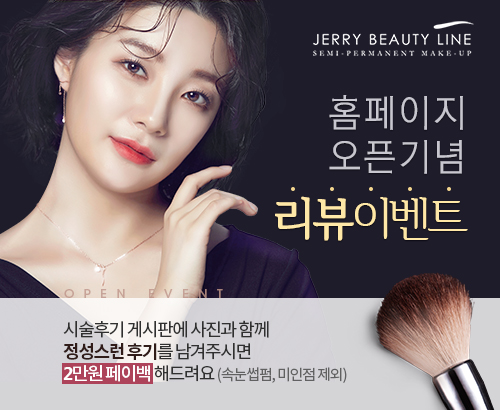 JERRY BEAUTY LINE
SEMI-PERMANENT MAKE-UP
홈페이지
오픈기념
리뷰이벤트
OPEN EVENT
시술후기 게시판에 사진과 함께
정성스런 후기를 남겨주시면
2만원 페이백 해드려요 (속눈썹펌, 미인점 제외)